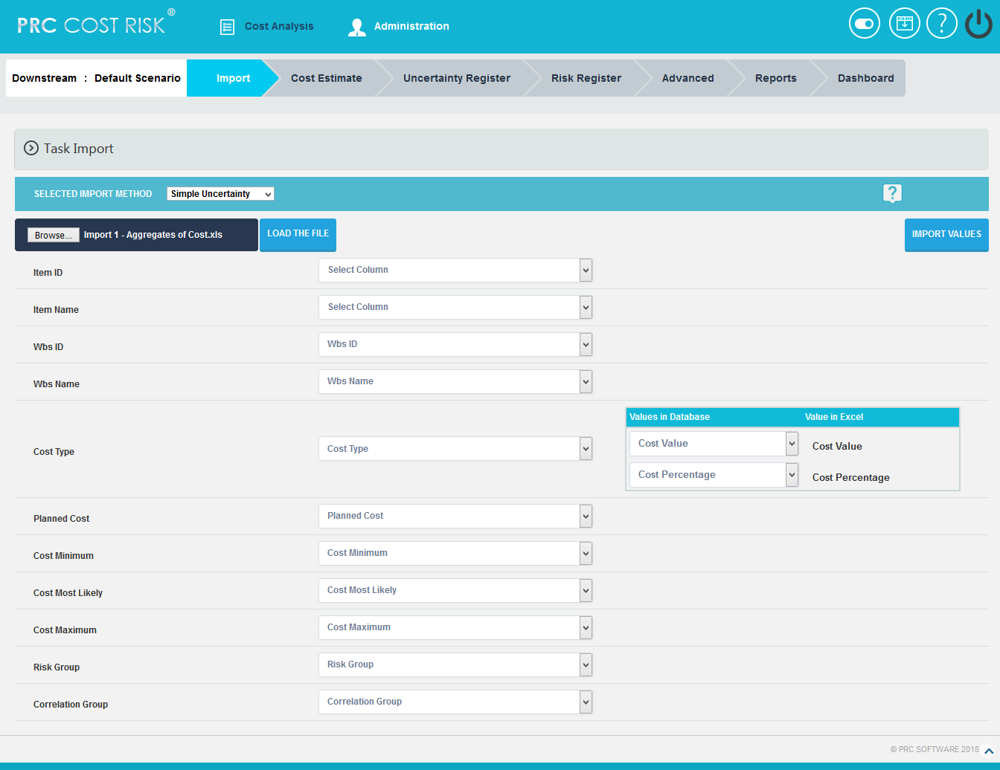 PRC COST RISK ®
Cost Analysis
Administration
?
Downstream : Default Scenario
Import
Cost Estimate
Uncertainty Register
Risk Register
Advanced
Reports
Dashboard
Task Import
SELECTED IMPORT METHOD
Simple Uncertainty
?
Browse...
Import 1 - Aggregates of Cost.xls
LOAD THE FILE
IMPORT VALUES
Item ID
Select Column
Item Name
Select Column
Wbs ID
Wbs ID
Wbs Name
Wbs Name
Values in Database
Value in Excel
Cost Value
Cost Value
Cost Type
Cost Type
Cost Percentage
Cost Percentage
Planned Cost
Planned Cost
Cost Minimum
Cost Minimum
Cost Most Likely
Cost Most Likely
Cost Maximum
Cost Maximum
Risk Group
Risk Group
Correlation Group
Correlation Group
© PRC SOFTWARE 2018